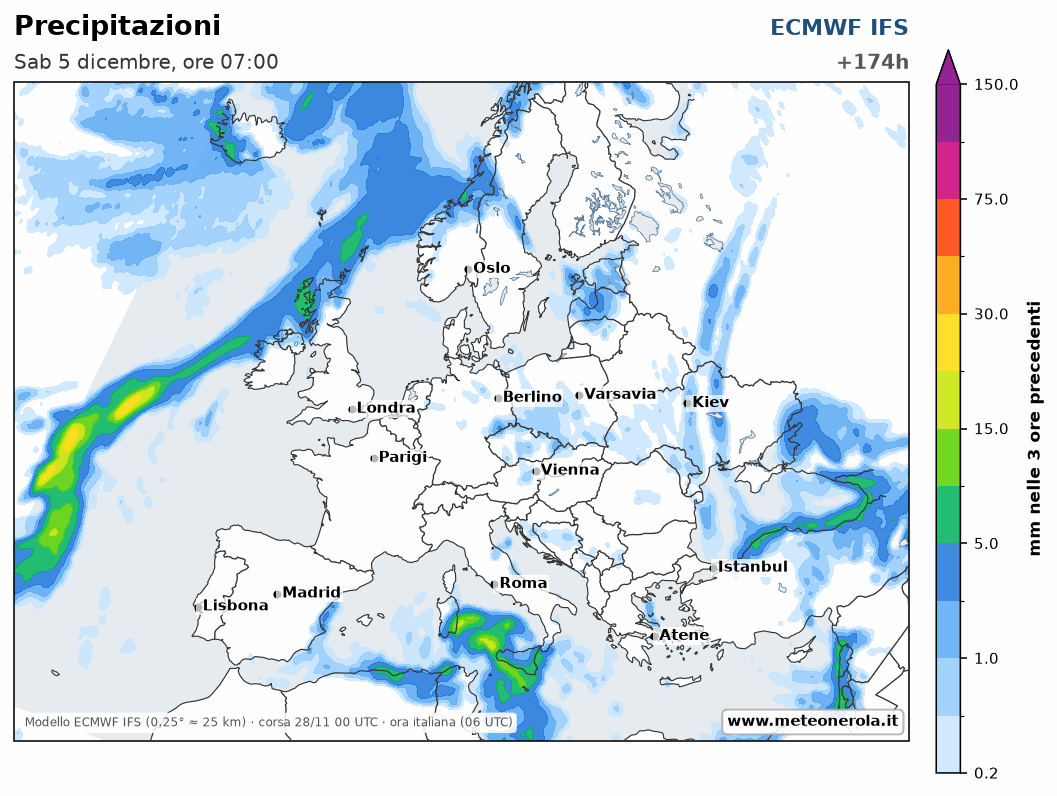 Precipitazioni
ECMWF IFS
Sab 5 dicembre, ore 07:00
+174h
150.0
75.0
30.0
15.0
5.0
1.0
0.2
mm nelle 3 ore precedenti
Oslo
Berlino
Varsavia
Kiev
Londra
Parigi
Vienna
Istanbul
Roma
Madrid
Lisbona
Atene
Modello ECMWF IFS (0,25° ≈ 25 km) · corsa 28/11 00 UTC · ora italiana (06 UTC)
www.meteonerola.it